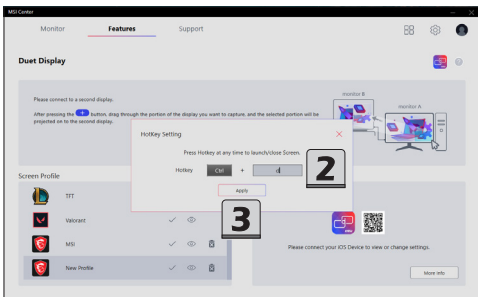 MSI Center
Monitor
Features
Support
Duet Display
Please connect to a second display.
After pressing the + button, drag through the portion of the display you want to capture, and the selected portion will be
projected on to the second display.
monitor B
monitor A
HotKey Setting
Press Hotkey at any time to launch/close Screen.
Hotkey
Ctrl
+
d
2
Apply
3
Screen Profile
TFT
Valorant
MSI
New Profile
Please connect your iOS Device to view or change settings.
More Info